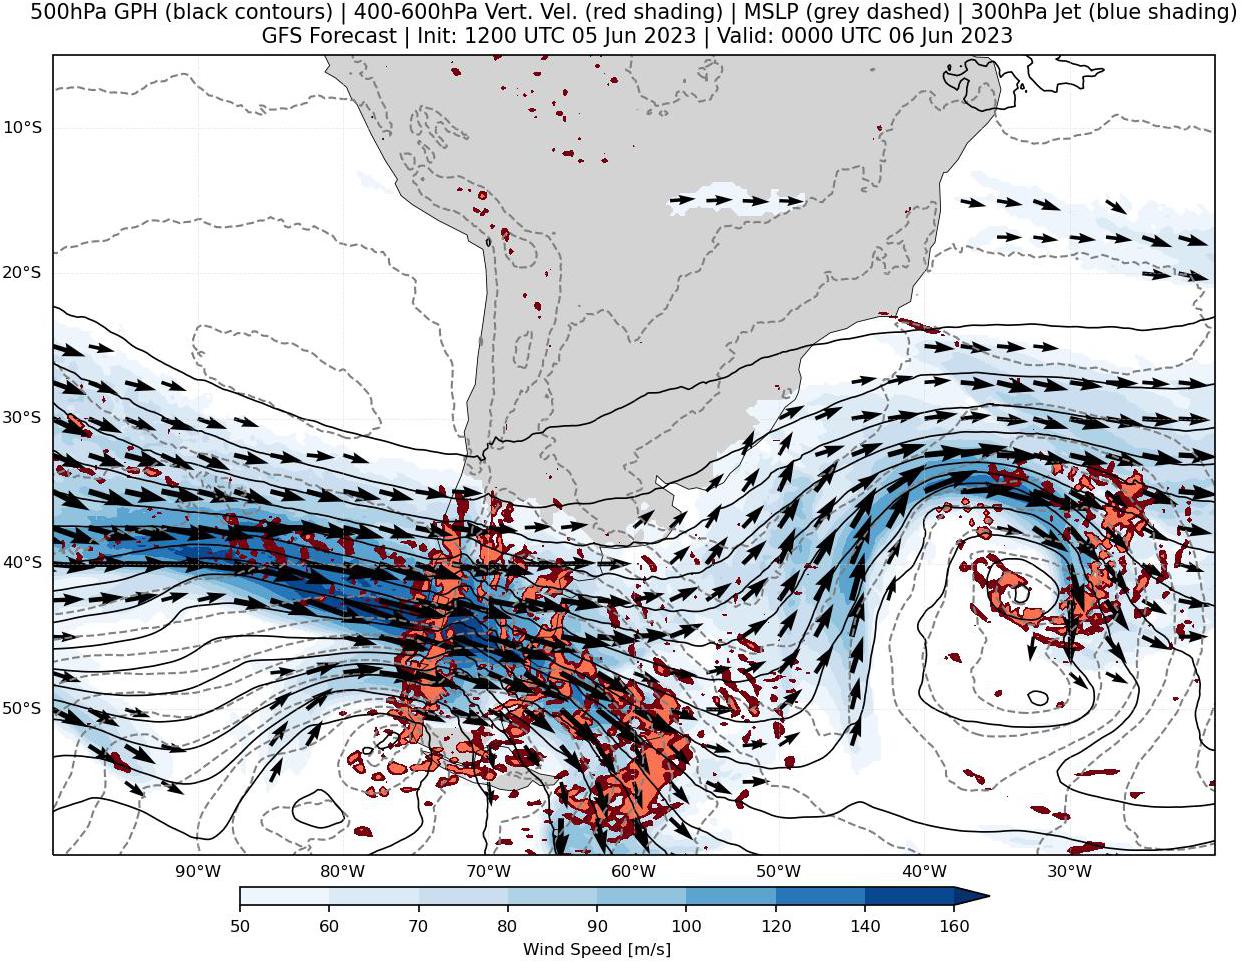 500hPa GPH (black contours) | 400-600hPa Vert. Vel. (red shading) | MSLP (grey dashed) | 300hPa Jet (blue shading)
GFS Forecast | Init: 1200 UTC 05 Jun 2023 | Valid: 0000 UTC 06 Jun 2023
10°S
20°S
30°S
40°S
50°S
90°W 80°W 70°W 60°W 50°W 40°W 30°W
50 60 70 80 90 100 120 140 160
Wind Speed [m/s]